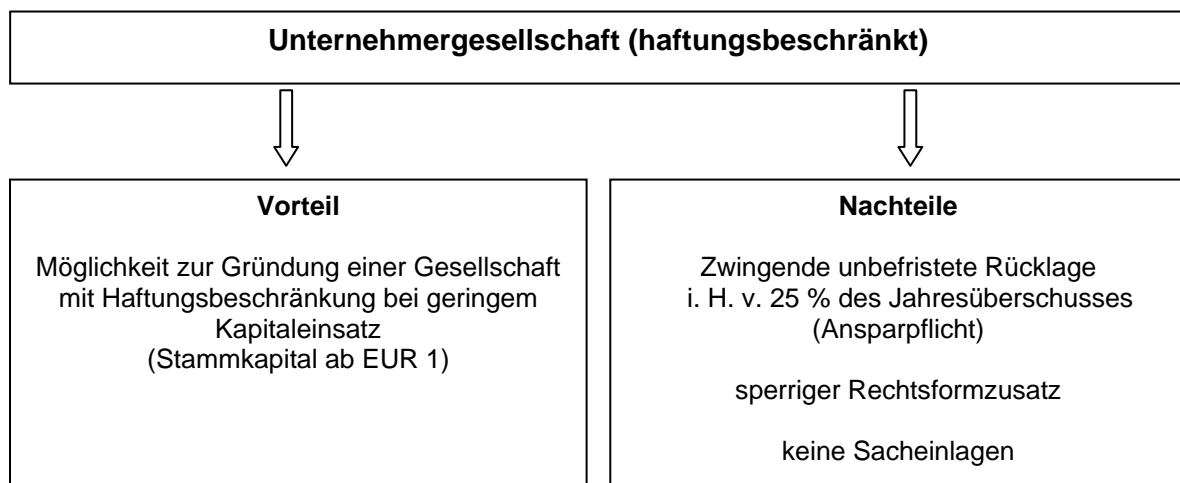 Unternehmergesellschaft (haftungsbeschränkt)
Vorteil
Möglichkeit zur Gründung einer Gesellschaft
mit Haftungsbeschränkung bei geringem
Kapitaleinsatz
(Stammkapital ab EUR 1)
Nachteile
Zwingende unbefristete Rücklage
i. H. v. 25 % des Jahresüberschusses
(Ansparpflicht)
sperriger Rechtsformzusatz
keine Sacheinlagen